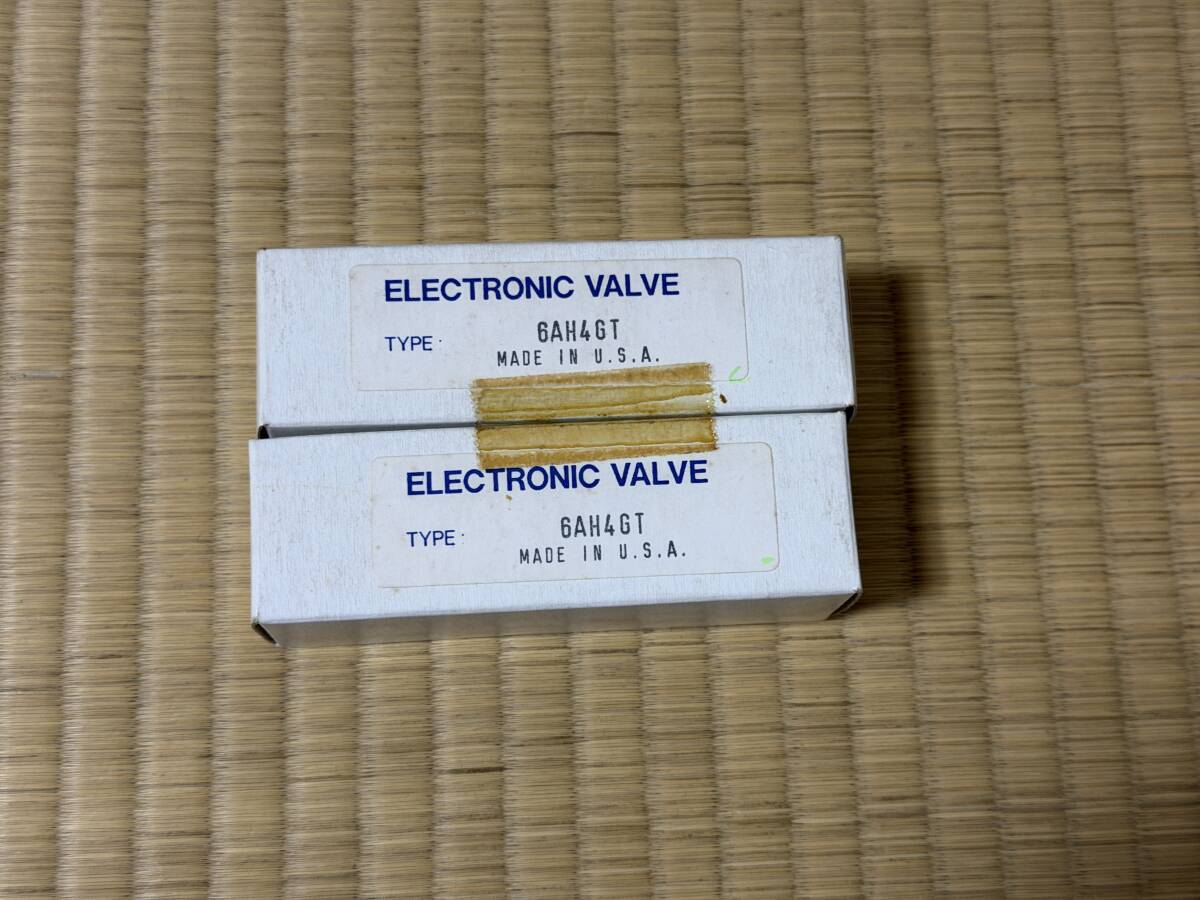 ELECTRONIC VALVE
TYPE· 6AH4GT
MADE IN U.S.A.
ELECTRONIC VALVE
TYPE· 6AH4GT
MADE IN U.S.A.